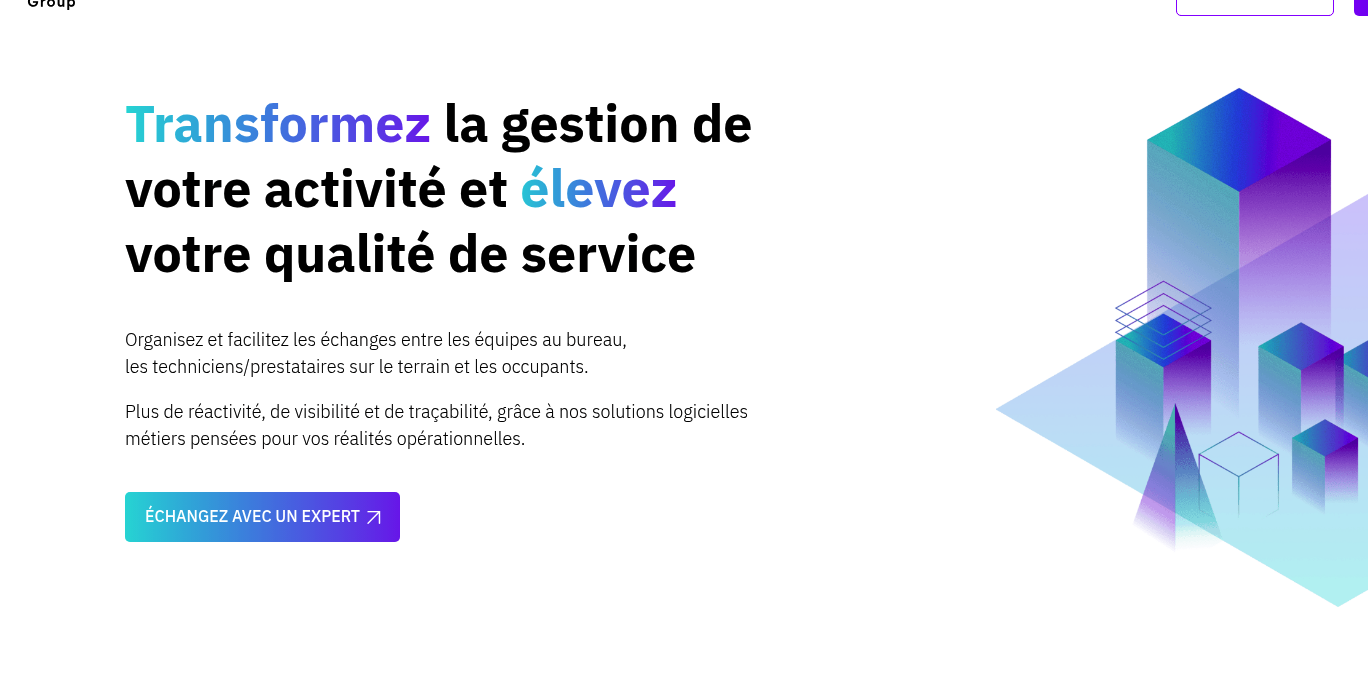 Group
Transformez la gestion de
votre activité et élevez
votre qualité de service
Organisez et facilitez les échanges entre les équipes au bureau,
les techniciens/prestataires sur le terrain et les occupants.
Plus de réactivité, de visibilité et de traçabilité, grâce à nos solutions logicielles
métiers pensées pour vos réalités opérationnelles.
ÉCHANGEZ AVEC UN EXPERT